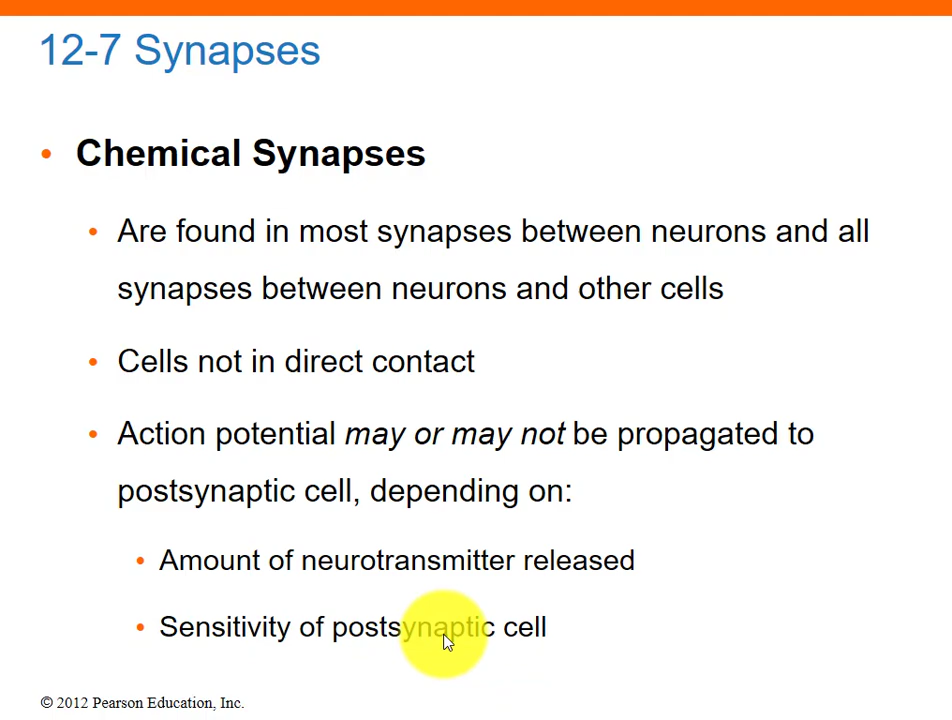 12-7 Synapses
• Chemical Synapses
• Are found in most synapses between neurons and all
synapses between neurons and other cells
• Cells not in direct contact
• Action potential may or may not be propagated to
postsynaptic cell, depending on:
• Amount of neurotransmitter released
• Sensitivity of postsynaptic cell
© 2012 Pearson Education, Inc.